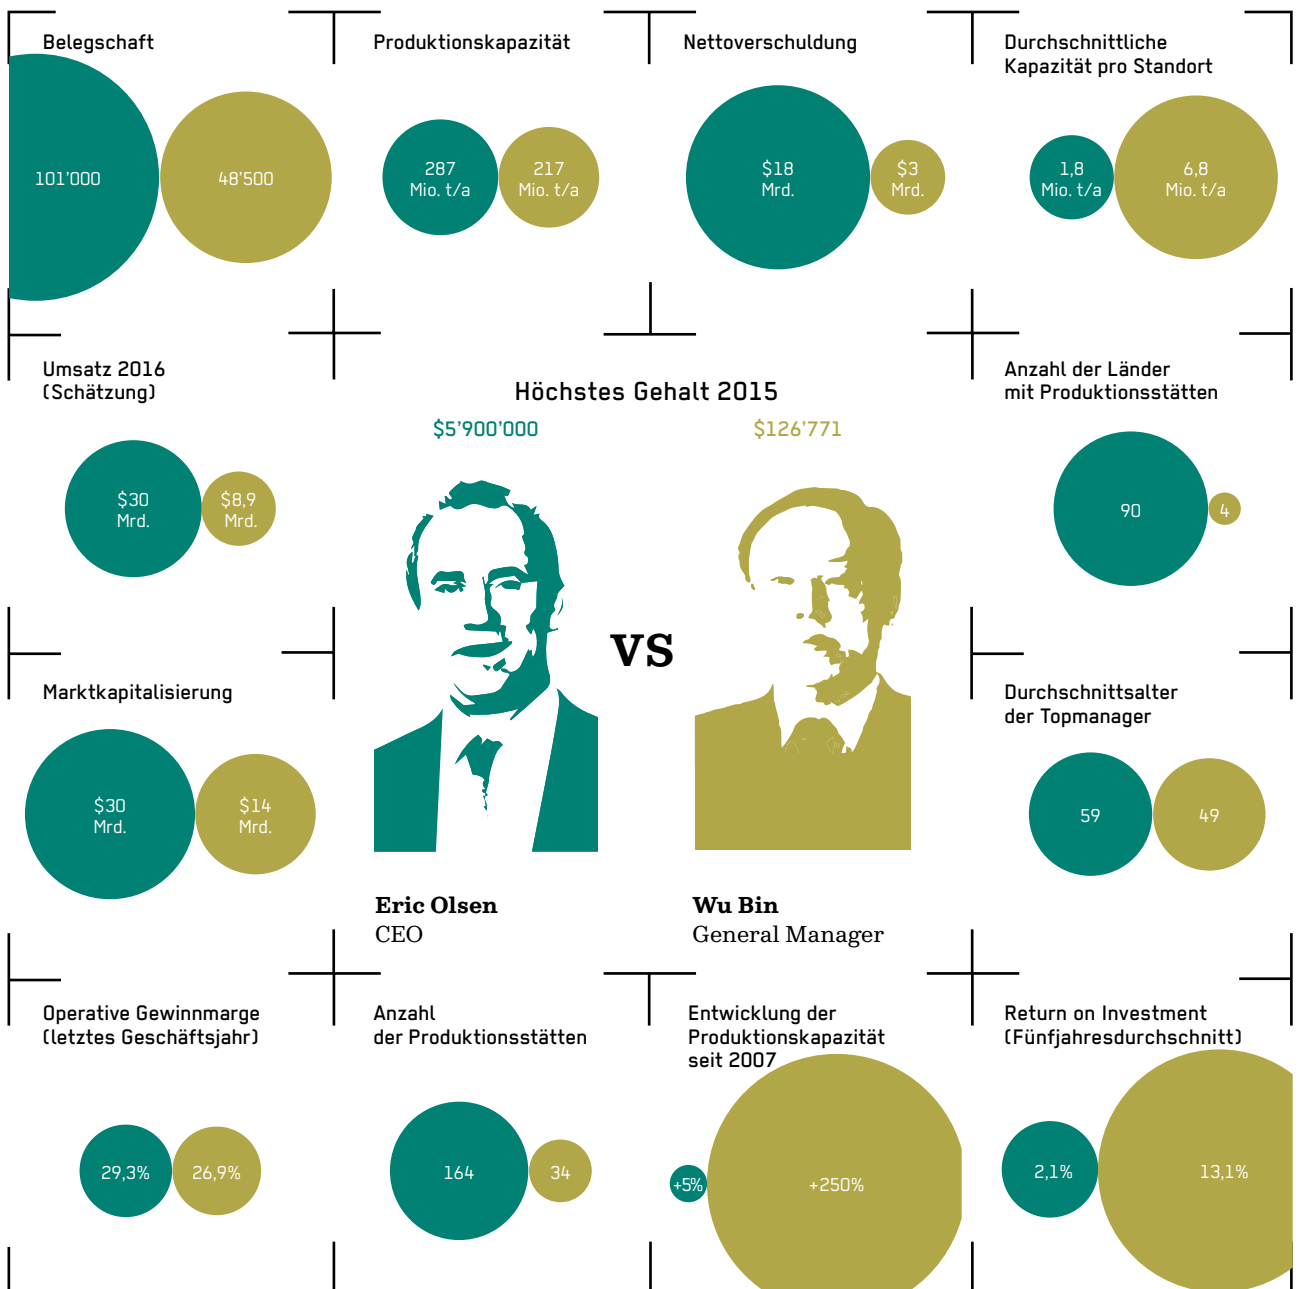 Belegschaft
101’000
48’500
Produktionskapazität
287
Mio. t/a
217
Mio. t/a
Nettoverschuldung
$18
Mrd.
$3
Mrd.
Durchschnittliche
Kapazität pro Standort
1,8
Mio. t/a
6,8
Mio. t/a
Umsatz 2016
(Schätzung)
$30
Mrd.
$8,9
Mrd.
Höchstes Gehalt 2015
$5’900’000
$126’771
vs
Eric Olsen
CEO
Wu Bin
General Manager
Anzahl der Länder
mit Produktionsstätten
90
4
Marktkapitalisierung
$30
Mrd.
$14
Mrd.
Durchschnittsalter
der Topmanager
59
49
Operative Gewinnmarge
(letztes Geschäftsjahr)
29,3%
26,9%
Anzahl
der Produktionsstätten
164
34
Entwicklung der
Produktionskapazität
seit 2007
+5%
+250%
Return on Investment
(Fünfjahresdurchschnitt)
2,1%
13,1%